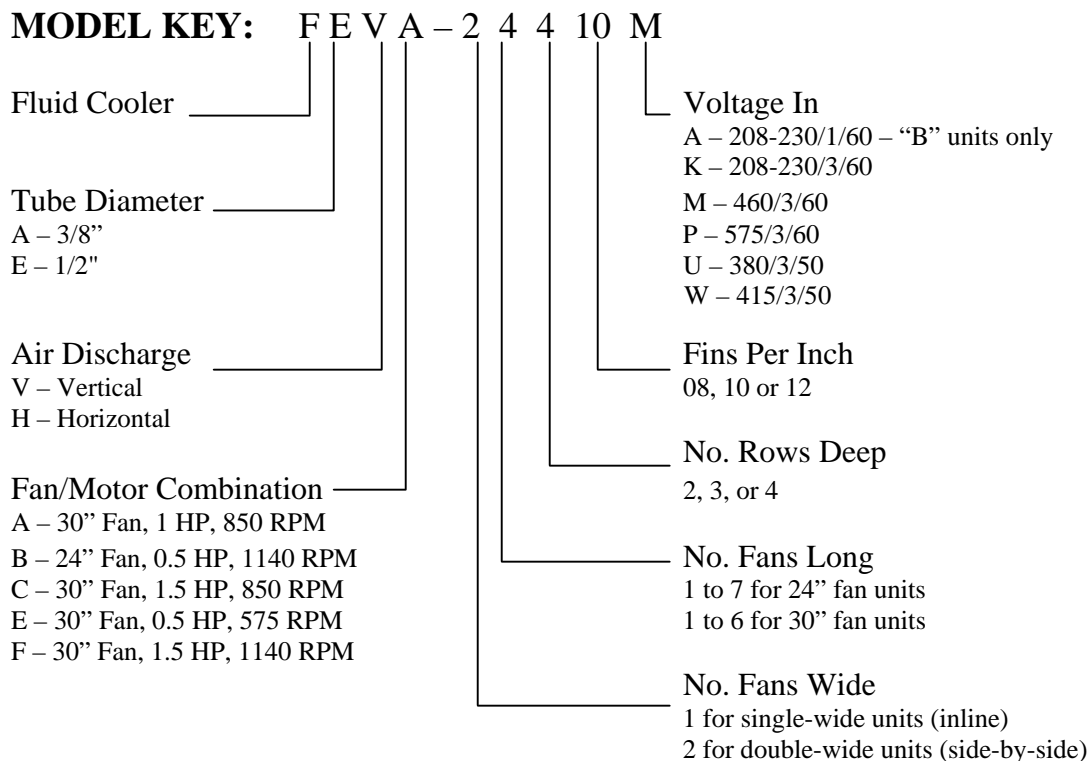 MODEL KEY: F E V A – 2 4 4 10 M
Fluid Cooler
Tube Diameter
A – 3/8”
E – 1/2"
Air Discharge
V – Vertical
H – Horizontal
Fan/Motor Combination
A – 30” Fan, 1 HP, 850 RPM
B – 24” Fan, 0.5 HP, 1140 RPM
C – 30” Fan, 1.5 HP, 850 RPM
E – 30” Fan, 0.5 HP, 575 RPM
F – 30” Fan, 1.5 HP, 1140 RPM
Voltage In
A – 208-230/1/60 – “B” units only
K – 208-230/3/60
M – 460/3/60
P – 575/3/60
U – 380/3/50
W – 415/3/50
Fins Per Inch
08, 10 or 12
No. Rows Deep
2, 3, or 4
No. Fans Long
1 to 7 for 24” fan units
1 to 6 for 30” fan units
No. Fans Wide
1 for single-wide units (inline)
2 for double-wide units (side-by-side)